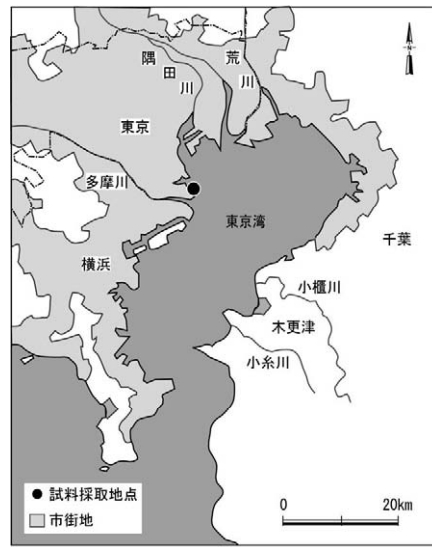 N
隅田川
荒川
東京
多摩川
東京湾
千葉
横浜
小櫃川
木更津
小糸川
試料採取地点
市街地
0 20km